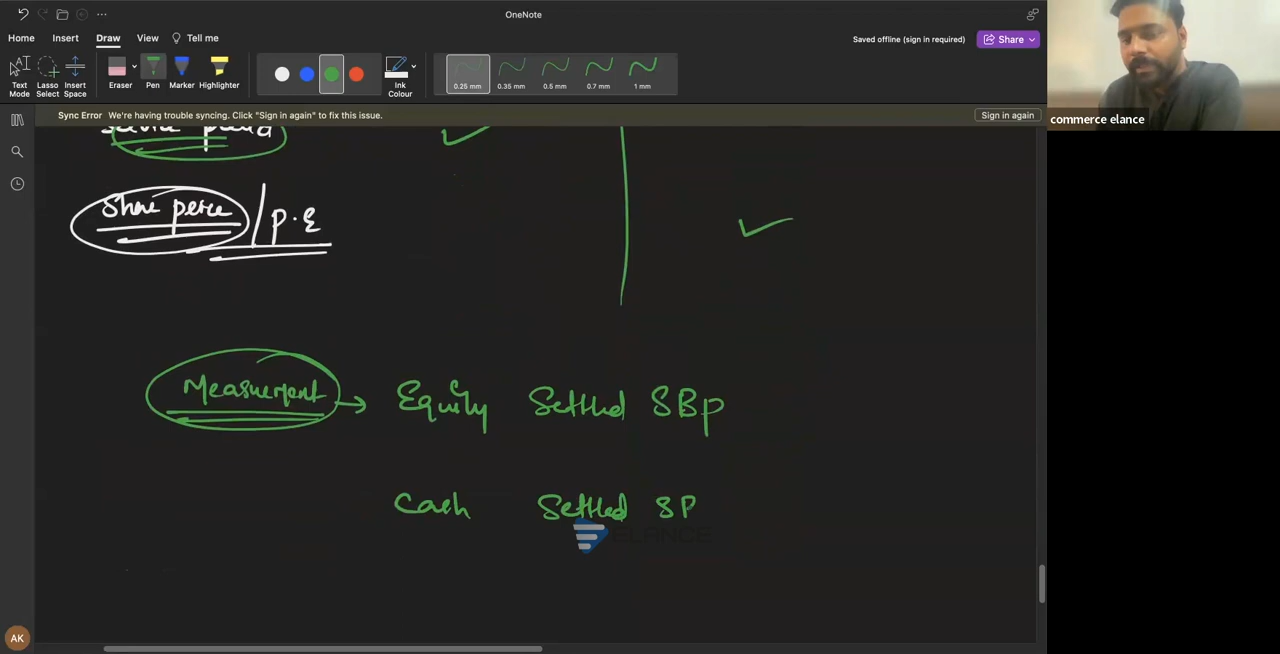 OneNote
Home Insert Draw View Tell me
Saved offline (sign in required) Share
Text Mode Lasso Select Insert Space Eraser Pen Marker Highlighter Ink Colour 0.25 mm 0.35 mm 0.5 mm 0.7 mm 1 mm
Sync Error We're having trouble syncing. Click "Sign in again" to fix this issue. Sign in again
commerce elance
Service
Share / P.E
Measurement → Equity Settled SBP
Cash Settled SP
ELANCE
AK